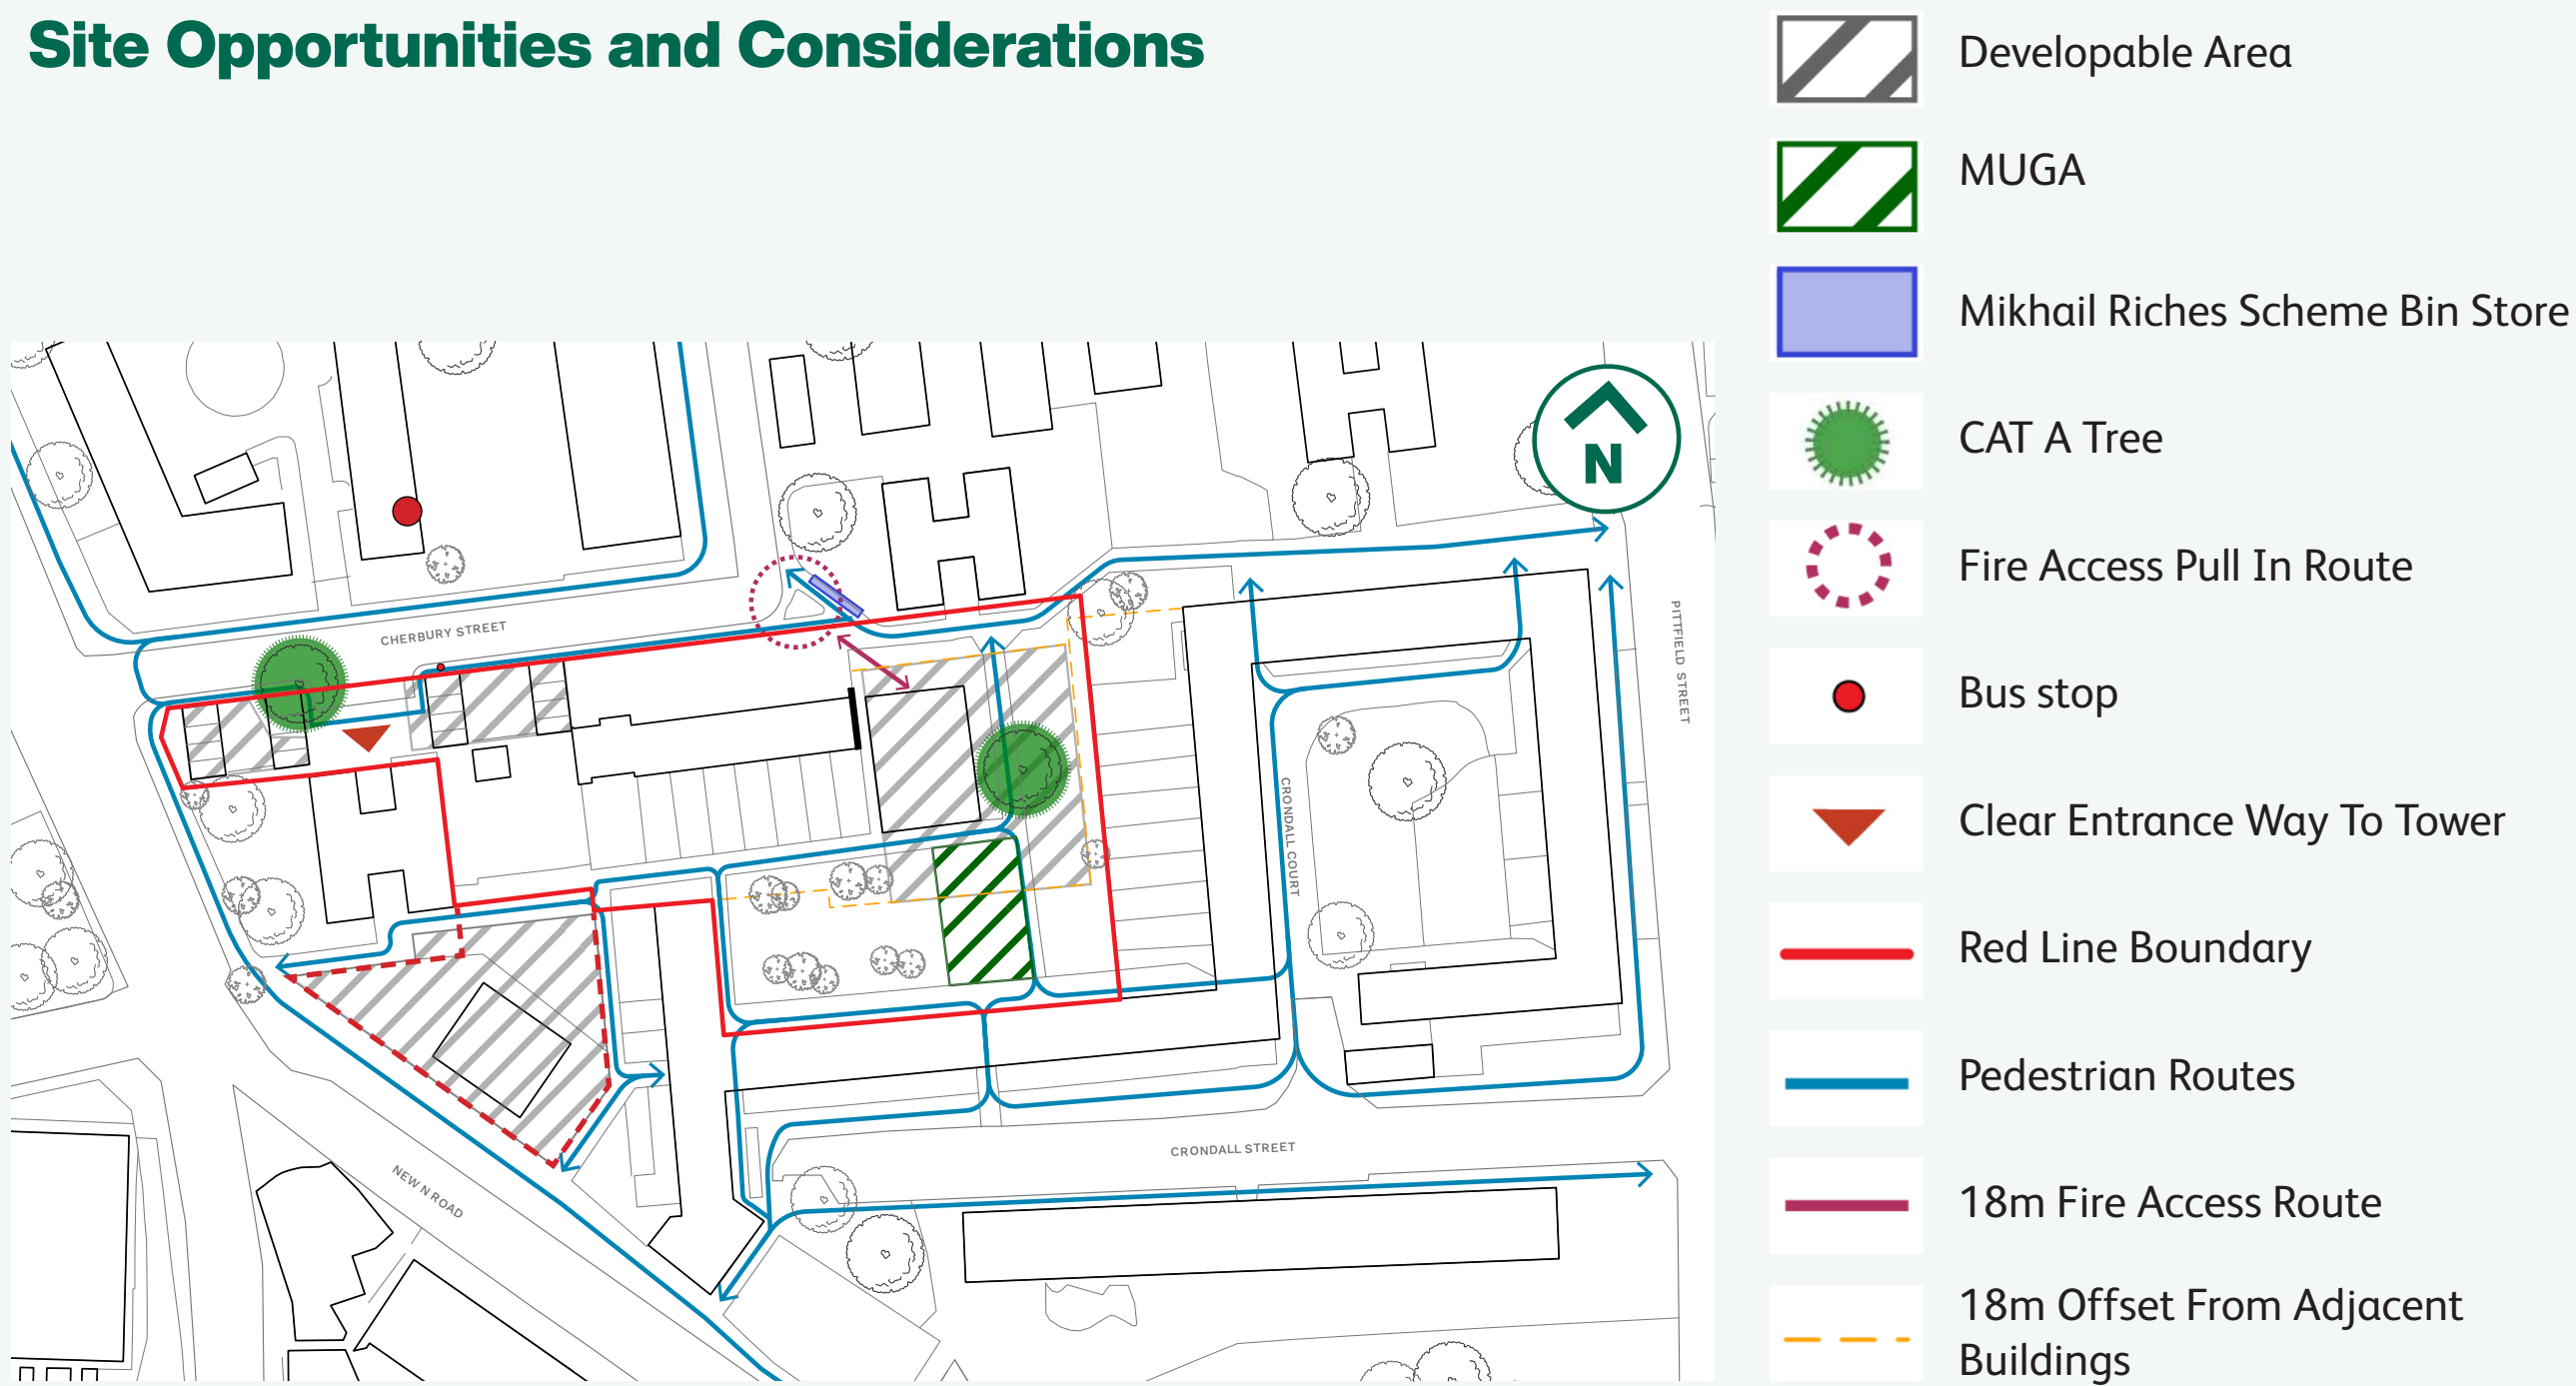 Site Opportunities and Considerations
Developable Area
MUGA
Mikhail Riches Scheme Bin Store
CAT A Tree
Fire Access Pull In Route
Bus stop
Clear Entrance Way To Tower
Red Line Boundary
Pedestrian Routes
18m Fire Access Route
18m Offset From Adjacent
Buildings
N
CHERBURY STREET
PITTFIELD STREET
CRONDALL COURT
CRONDALL STREET
NEW N ROAD